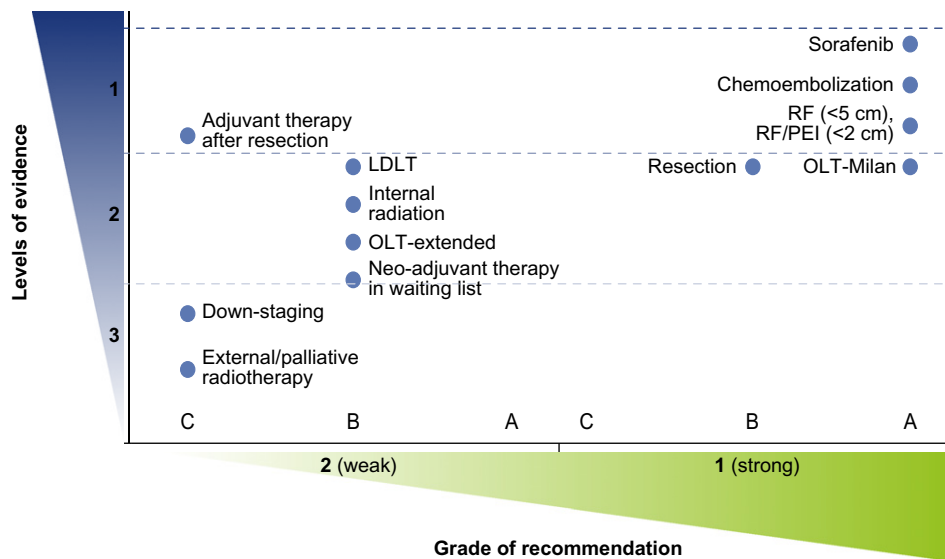 Levels of evidence
1
2
3
Sorafenib
Chemoembolization
RF (<5 cm),
RF/PEI (<2 cm)
Adjuvant therapy
after resection
LDLT
Resection
OLT-Milan
Internal
radiation
OLT-extended
Neo-adjuvant therapy
in waiting list
Down-staging
External/palliative
radiotherapy
C B A C B A
2 (weak) 1 (strong)
Grade of recommendation